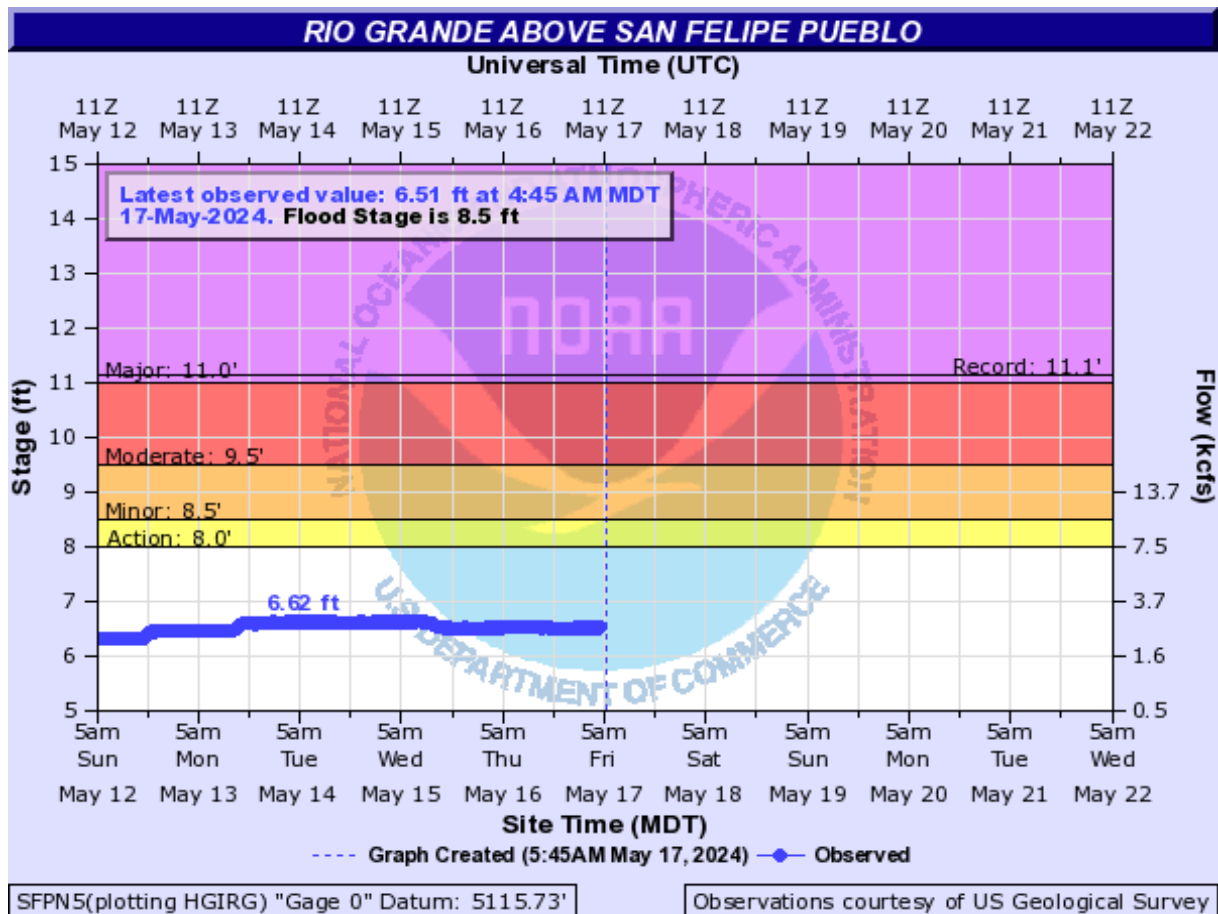 RIO GRANDE ABOVE SAN FELIPE PUEBLO
Universal Time (UTC)
11Z 11Z 11Z 11Z 11Z 11Z 11Z 11Z 11Z 11Z 11Z
May 12 May 13 May 14 May 15 May 16 May 17 May 18 May 19 May 20 May 21 May 22
Latest observed value: 6.51 ft at 4:45 AM MDT
17-May-2024. Flood Stage is 8.5 ft
15
14
13
12
11
10
9
8
7
6
5
Stage (ft)
Major: 11.0'
Record: 11.1'
Moderate: 9.5'
Minor: 8.5'
Action: 8.0'
6.62 ft
NATIONAL OCEANIC AND ATMOSPHERIC ADMINISTRATION
NOAA
U.S. DEPARTMENT OF COMMERCE
Flow (kcfs)
13.7
7.5
3.7
1.6
0.5
5am 5am 5am 5am 5am 5am 5am 5am 5am 5am 5am
Sun Mon Tue Wed Thu Fri Sat Sun Mon Tue Wed
May 12 May 13 May 14 May 15 May 16 May 17 May 18 May 19 May 20 May 21 May 22
Site Time (MDT)
Graph Created (5:45AM May 17, 2024) Observed
SFPN5(plotting HGIRG) "Gage 0" Datum: 5115.73'
Observations courtesy of US Geological Survey